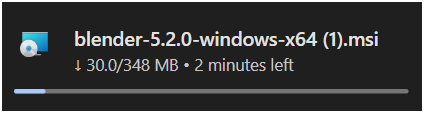 blender-5.2.0-windows-x64 (1).msi
↓ 30.0/348 MB • 2 minutes left